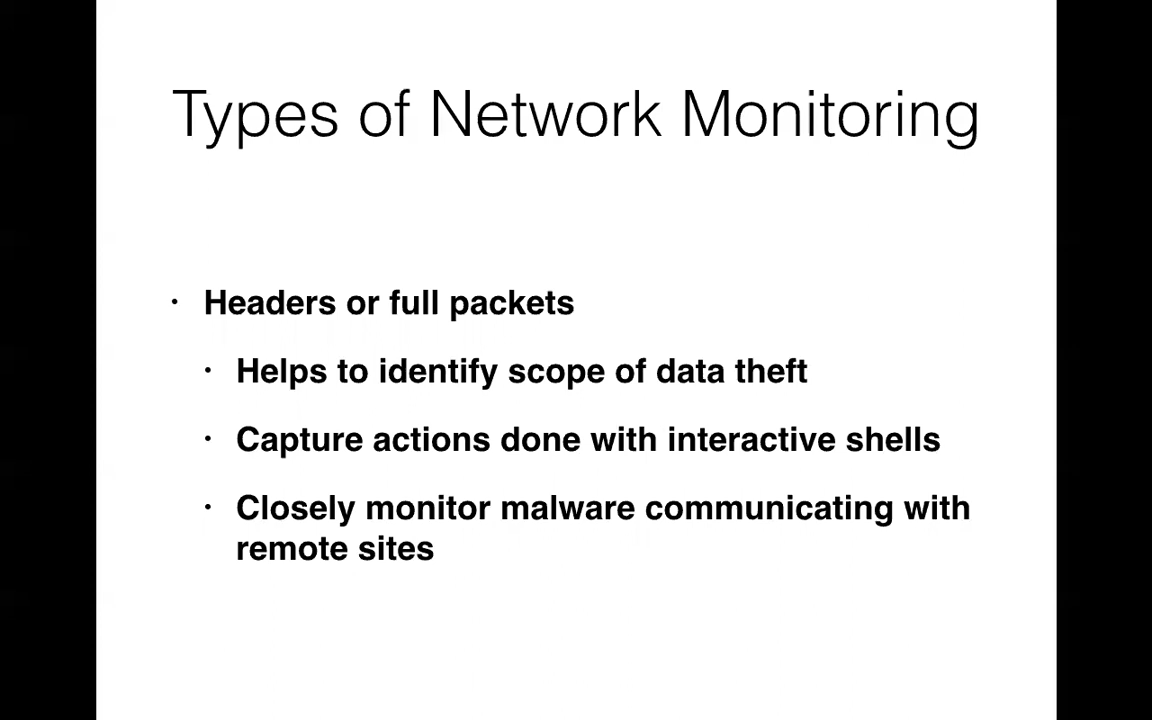 Types of Network Monitoring
• Headers or full packets
• Helps to identify scope of data theft
• Capture actions done with interactive shells
• Closely monitor malware communicating with
remote sites